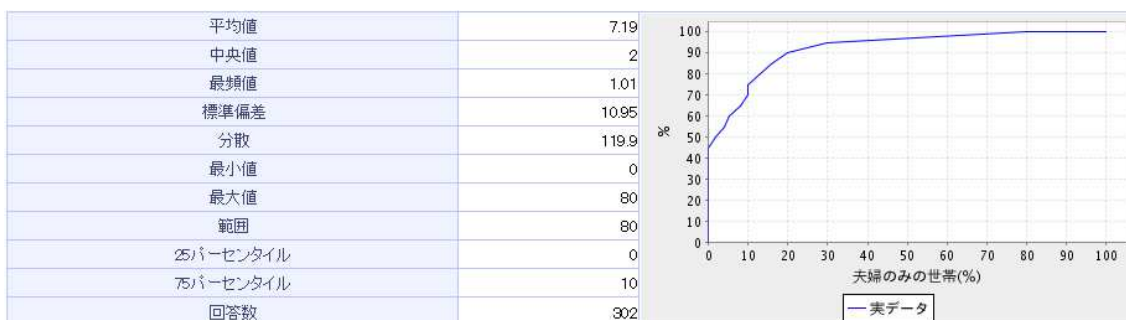 平均値 7.19
中央値 2
最頻値 1.01
標準偏差 10.95
分散 119.9
最小値 0
最大値 80
範囲 80
25パーセンタイル 0
75パーセンタイル 10
回答数 302
100
90
80
70
60
50
40
30
20
10
0
%
0 10 20 30 40 50 60 70 80 90 100
夫婦のみの世帯(%)
実データ